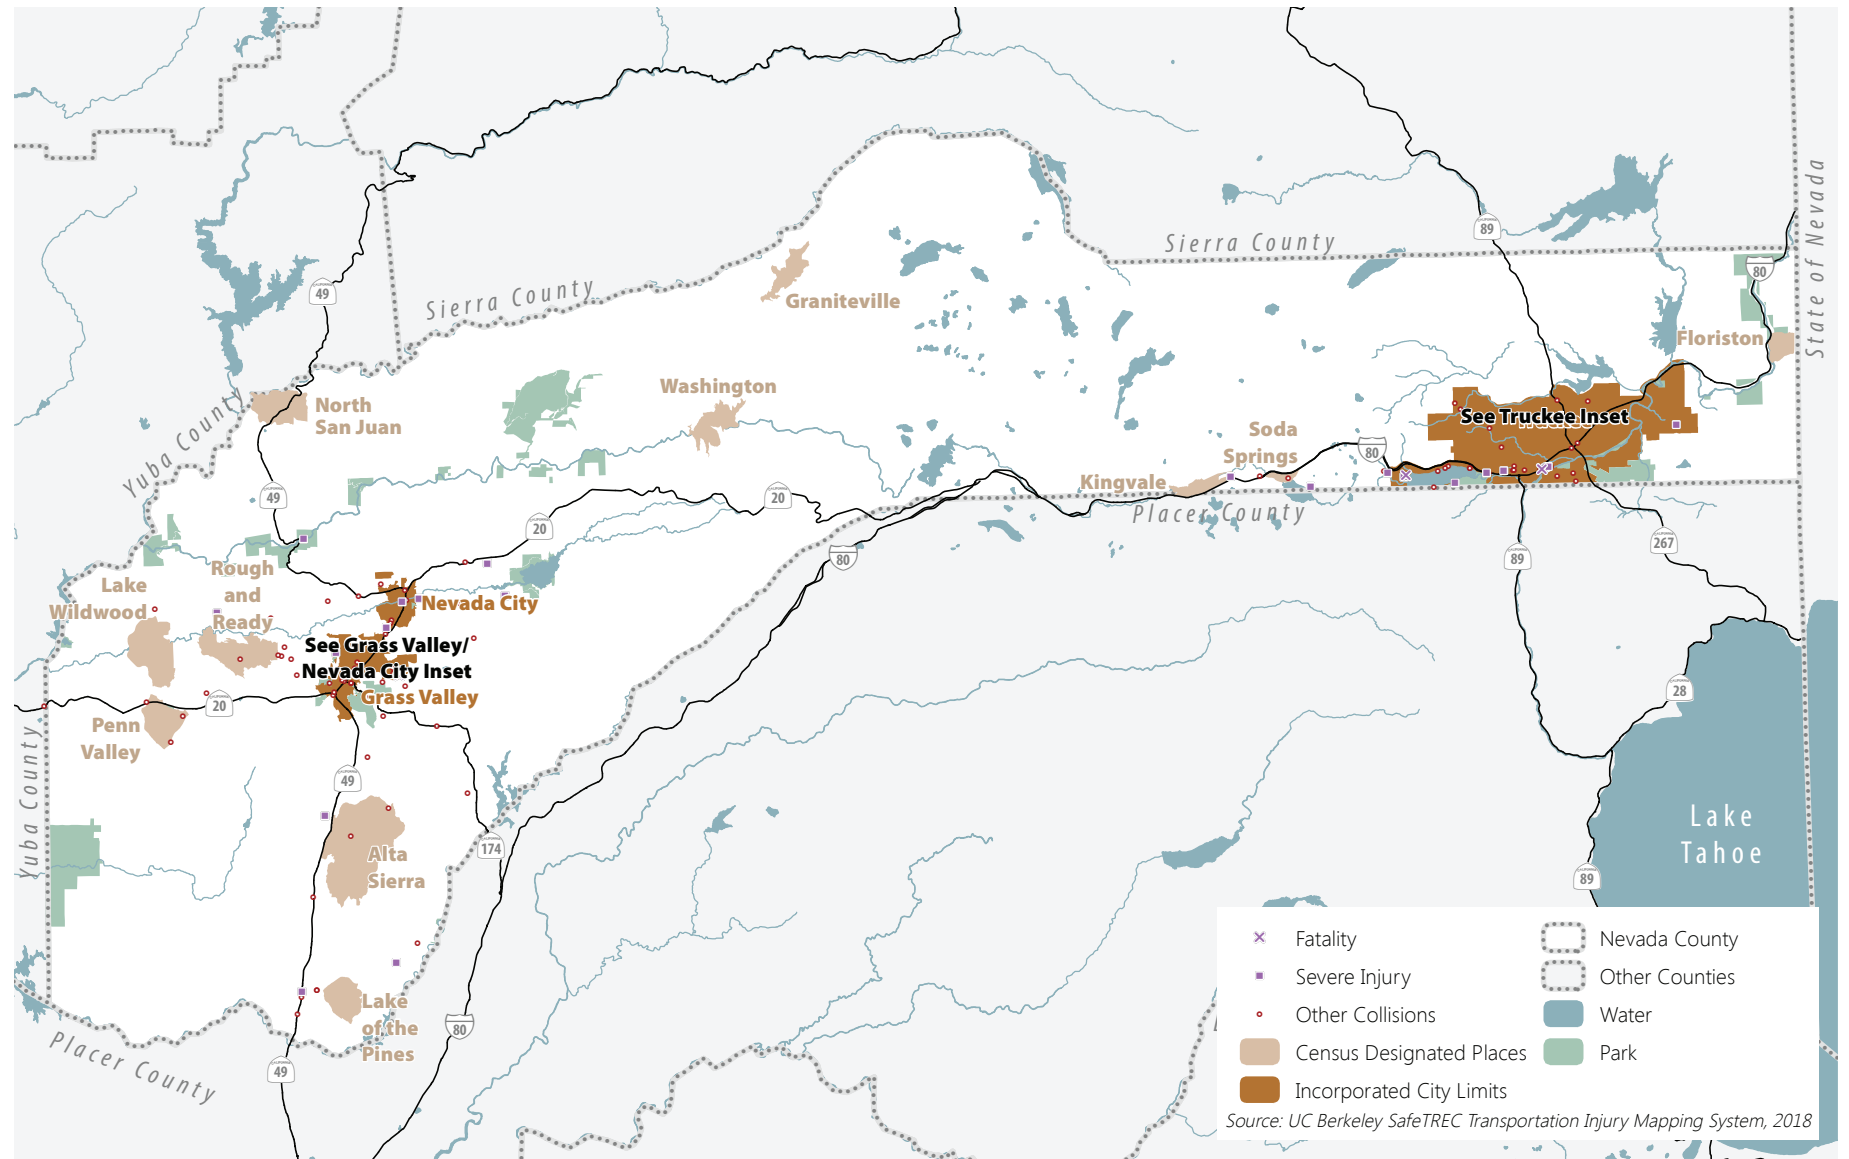 Sierra County
State of Nevada
89
80
49
Sierra County
Graniteville
Floriston
Washington
North
San Juan
Yuba County
See Truckee Inset
Soda
Springs
80
Kingvale
49
20
20
Placer County
80
89
267
Rough
and
Ready
Lake
Wildwood
Nevada City
See Grass Valley/
Nevada City Inset
Grass Valley
20
28
Penn
Valley
Yuba County
49
174
Alta
Sierra
Lake
Tahoe
89
Lake
of the
Pines
80
49
Placer County
Fatality
Severe Injury
Other Collisions
Census Designated Places
Incorporated City Limits
Nevada County
Other Counties
Water
Park
Source: UC Berkeley SafeTREC Transportation Injury Mapping System, 2018